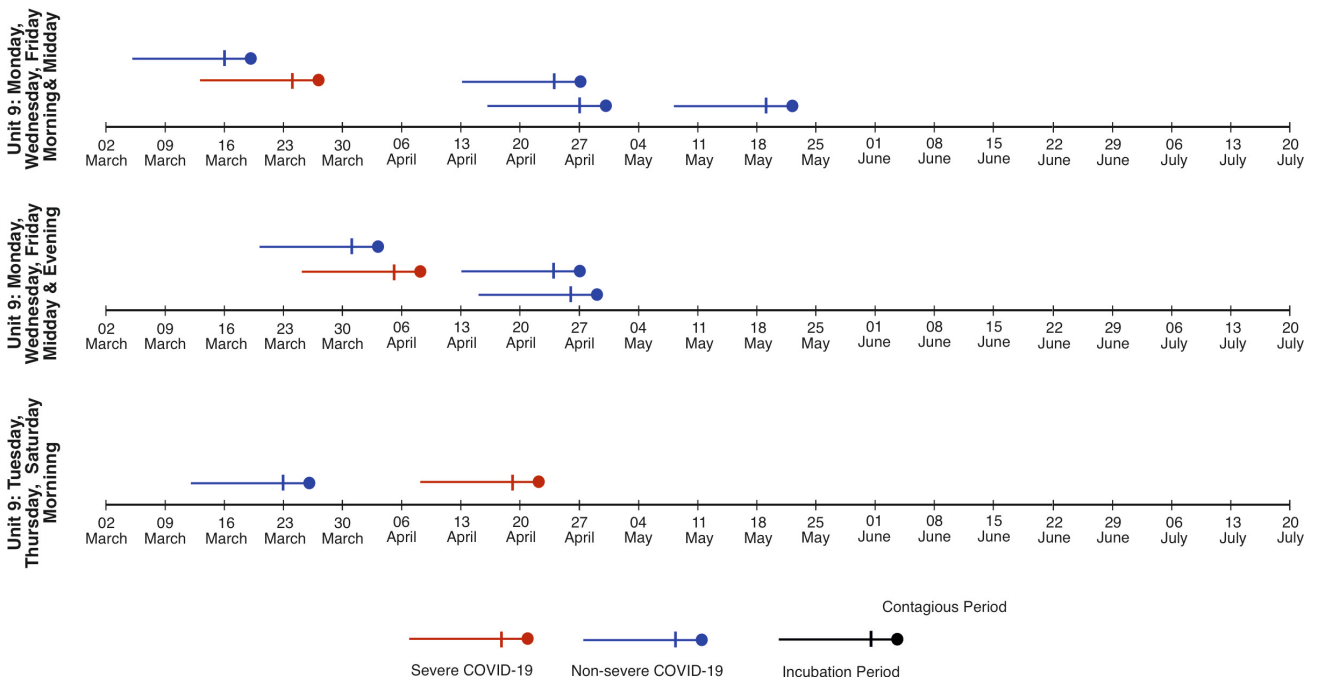 Unit 9: Monday,
Wednesday, Friday
Morning& Midday
02 09 16 23 30 06 13 20 27 04 11 18 25 01 08 15 22 29 06 13 20
March March March March March April April April April May May May May June June June June June July July July
Unit 9: Monday,
Wednesday, Friday
Midday & Evening
02 09 16 23 30 06 13 20 27 04 11 18 25 01 08 15 22 29 06 13 20
March March March March March April April April April May May May May June June June June June July July July
Unit 9: Tuesday,
Thursday, Saturday
Morninng
02 09 16 23 30 06 13 20 27 04 11 18 25 01 08 15 22 29 06 13 20
March March March March March April April April April May May May May June June June June June July July July
Contagious Period
Severe COVID-19 Non-severe COVID-19 Incubation Period